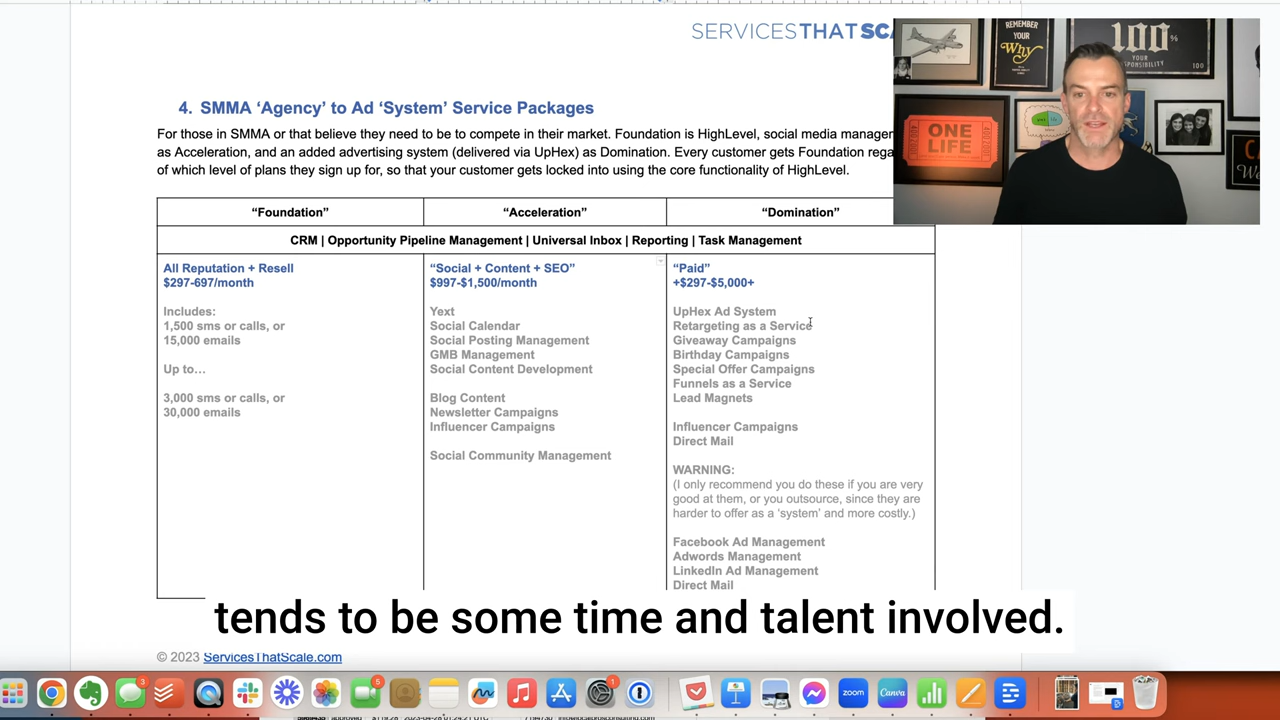 SERVICESTHATSCA
4. SMMA ‘Agency’ to Ad ‘System’ Service Packages
For those in SMMA or that believe they need to be to compete in their market. Foundation is HighLevel, social media manager
as Acceleration, and an added advertising system (delivered via UpHex) as Domination. Every customer gets Foundation rega
of which level of plans they sign up for, so that your customer gets locked into using the core functionality of HighLevel.
“Foundation”
“Acceleration”
“Domination”
CRM | Opportunity Pipeline Management | Universal Inbox | Reporting | Task Management
All Reputation + Resell
$297-697/month
Includes:
1,500 sms or calls, or
15,000 emails
Up to…
3,000 sms or calls, or
30,000 emails
“Social + Content + SEO”
$997-$1,500/month
Yext
Social Calendar
Social Posting Management
GMB Management
Social Content Development
Blog Content
Newsletter Campaigns
Influencer Campaigns
Social Community Management
“Paid”
+$297-$5,000+
UpHex Ad System
Retargeting as a Service
Giveaway Campaigns
Birthday Campaigns
Special Offer Campaigns
Funnels as a Service
Lead Magnets
Influencer Campaigns
Direct Mail
WARNING:
(I only recommend you do these if you are very
good at them, or you outsource, since they are
harder to offer as a ‘system’ and more costly.)
Facebook Ad Management
Adwords Management
LinkedIn Ad Management
Direct Mail
REMEMBER
YOUR
Why
100%
YOUR
RESPONSIBILITY
100
ONE
LIFE
tends to be some time and talent involved.
© 2023 ServicesThatScale.com
3
5
1
zoom
Canva